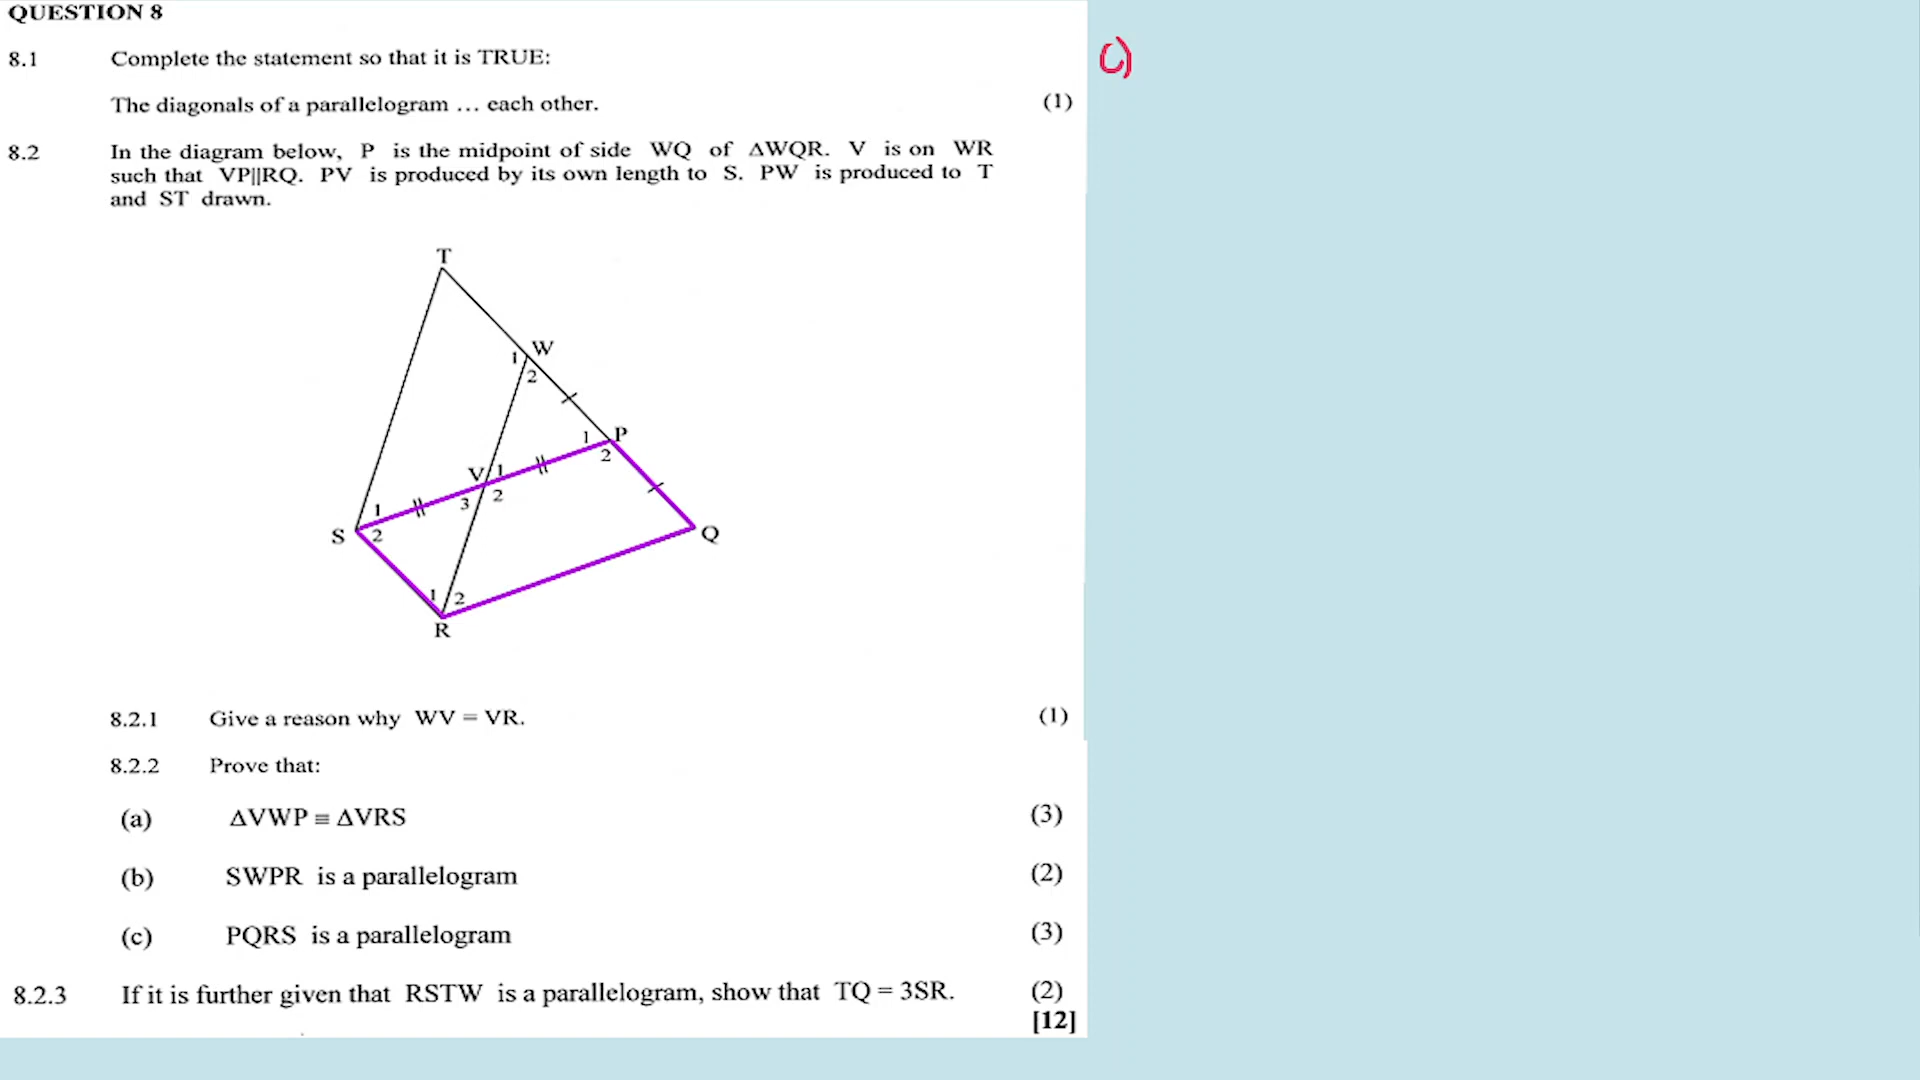 QUESTION 8
8.1 Complete the statement so that it is TRUE:
The diagonals of a parallelogram … each other. (1)
8.2 In the diagram below, P is the midpoint of side WQ of ΔWQR. V is on WR
such that VP||RQ. PV is produced by its own length to S. PW is produced to T
and ST drawn.
T
1 W
2
1 P
2
V 1
3 2
S 1
2
Q
1 2
R
8.2.1 Give a reason why WV = VR. (1)
8.2.2 Prove that:
(a) ΔVWP ≡ ΔVRS (3)
(b) SWPR is a parallelogram (2)
(c) PQRS is a parallelogram (3)
8.2.3 If it is further given that RSTW is a parallelogram, show that TQ = 3SR. (2)
[12]
c)